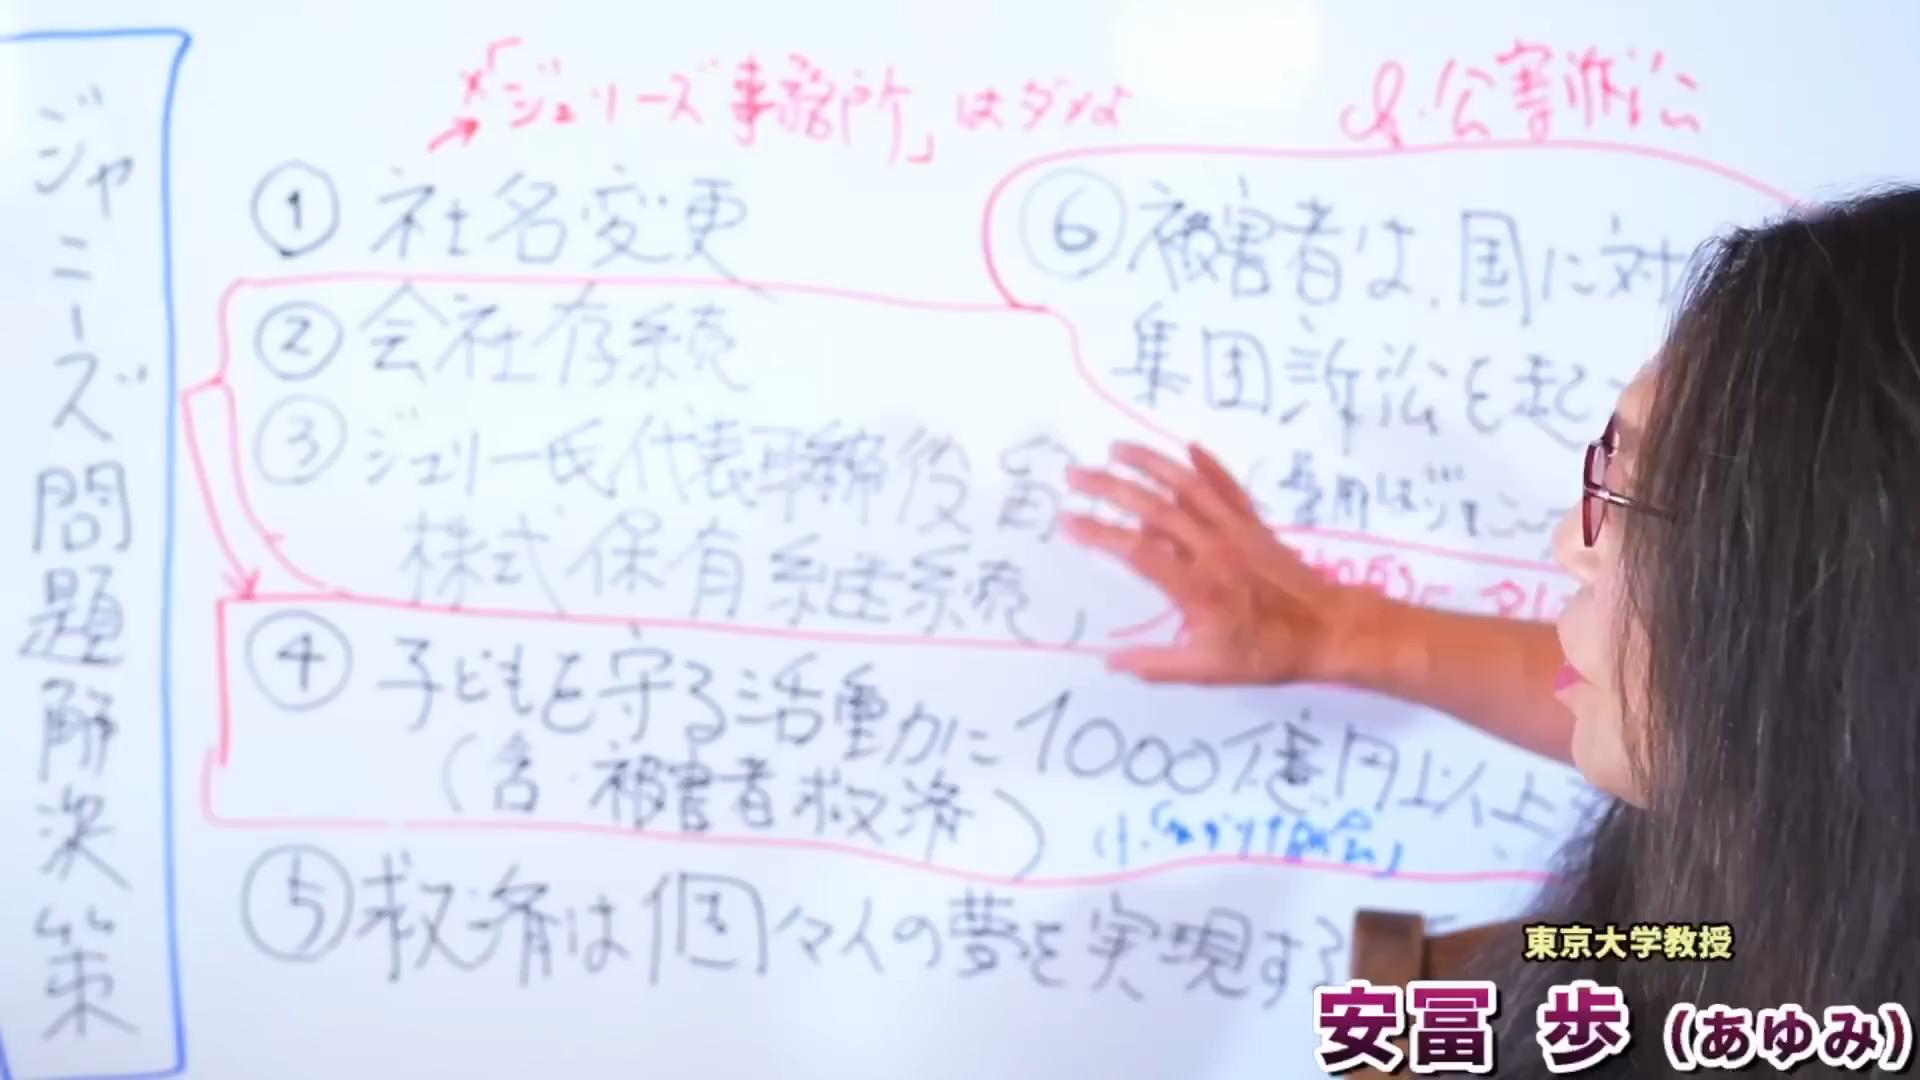 ジャニーズ問題解決策
×「ジュリーズ事務所」はダメ
① 社名変更
② 会社存続
③ ジュリー氏代表取締役
株式保有継続
④ 子どもを守る活動かに1000億円以上
(含・被害者救済)
⑤ 救済は個々人の夢を実現する
公害訴訟
⑥ 被害者は、国に対
集団訴訟を起
東京大学教授
安冨 歩(あゆみ)